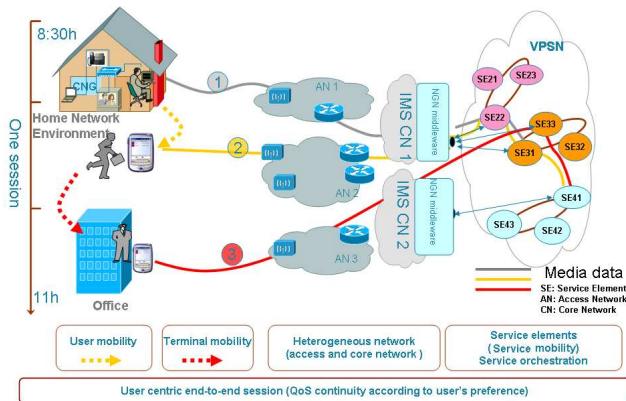 8:30h
One session
11h
CNG
Home Network
Environment
Office
1
2
3
AN 1
AN 2
AN 3
IMS CN 1
NGN middleware
IMS CN 2
NGN middleware
VPSN
SE21
SE23
SE22
SE33
SE31
SE32
SE41
SE43
SE42
Media data
SE: Service Element
AN: Access Network
CN: Core Network
User mobility
Terminal mobility
Heterogeneous network
(access and core network )
Service elements
(Service mobility)
Service orchestration
User centric end-to-end session (QoS continuity according to user's preference)